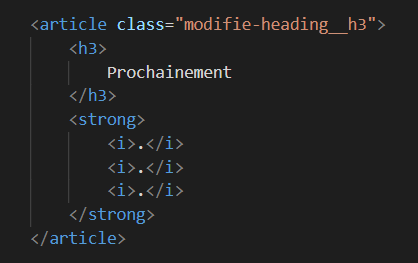 <article class="modifie-heading__h3">
<h3>
Prochainement
</h3>
<strong>
<i>.</i>
<i>.</i>
<i>.</i>
</strong>
</article>